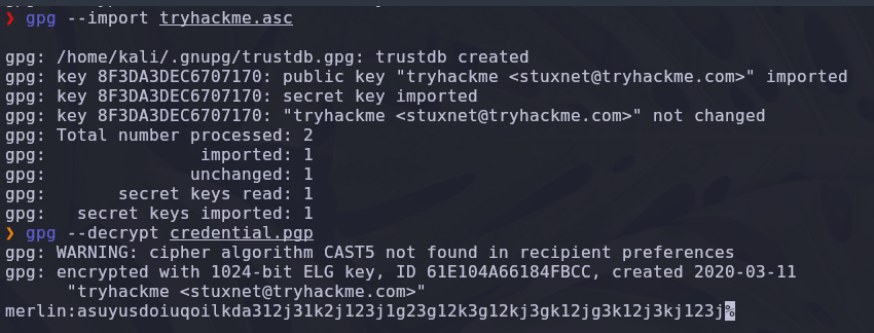 ❯ gpg --import tryhackme.asc
gpg: /home/kali/.gnupg/trustdb.gpg: trustdb created
gpg: key 8F3DA3DEC6707170: public key "tryhackme <stuxnet@tryhackme.com>" imported
gpg: key 8F3DA3DEC6707170: secret key imported
gpg: key 8F3DA3DEC6707170: "tryhackme <stuxnet@tryhackme.com>" not changed
gpg: Total number processed: 2
gpg:               imported: 1
gpg:              unchanged: 1
gpg:       secret keys read: 1
gpg:   secret keys imported: 1
❯ gpg --decrypt credential.pgp
gpg: WARNING: cipher algorithm CAST5 not found in recipient preferences
gpg: encrypted with 1024-bit ELG key, ID 61E104A66184FBCC, created 2020-03-11
      "tryhackme <stuxnet@tryhackme.com>"
merlin:asuyusdoiuqoilkda312j31k2j123j1g23g12k3g12kj3gk12jg3k12j3kj123j%